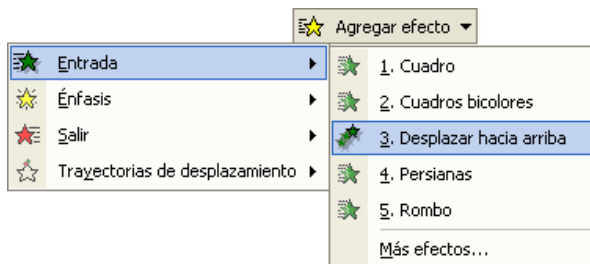 Agregar efecto
Entrada
Énfasis
Salir
Trayectorias de desplazamiento
1. Cuadro
2. Cuadros bicolores
3. Desplazar hacia arriba
4. Persianas
5. Rombo
Más efectos...